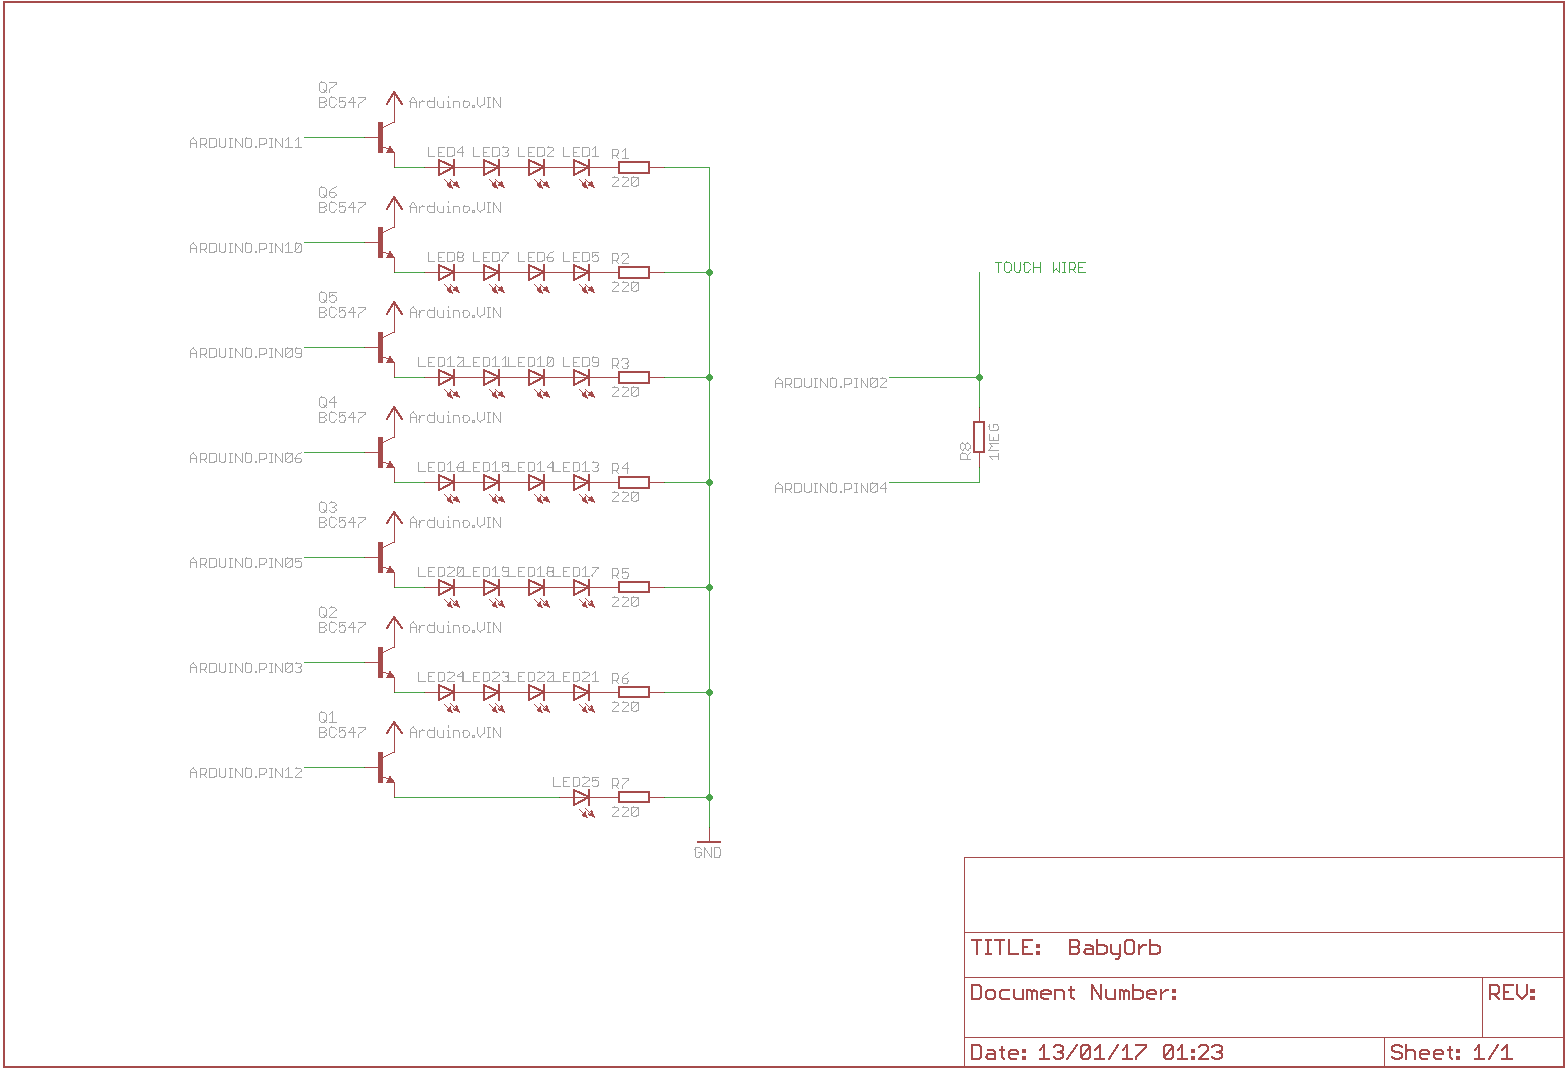 Q7
BC547
Arduino.VIN
ARDUINO.PIN11
LED4 LED3 LED2 LED1 R1
220
Q6
BC547
Arduino.VIN
ARDUINO.PIN10
LED8 LED7 LED6 LED5 R2
220
Q5
BC547
Arduino.VIN
ARDUINO.PIN09
LED12 LED11 LED10 LED9 R3
220
Q4
BC547
Arduino.VIN
ARDUINO.PIN06
LED16 LED15 LED14 LED13 R4
220
Q3
BC547
Arduino.VIN
ARDUINO.PIN05
LED20 LED19 LED18 LED17 R5
220
Q2
BC547
Arduino.VIN
ARDUINO.PIN03
LED24 LED23 LED22 LED21 R6
220
Q1
BC547
Arduino.VIN
ARDUINO.PIN12
LED25 R7
220
GND
TOUCH WIRE
ARDUINO.PIN02
R8
1MEG
ARDUINO.PIN04
TITLE: BabyOrb
Document Number:
REV:
Date: 13/01/17 01:23
Sheet: 1/1